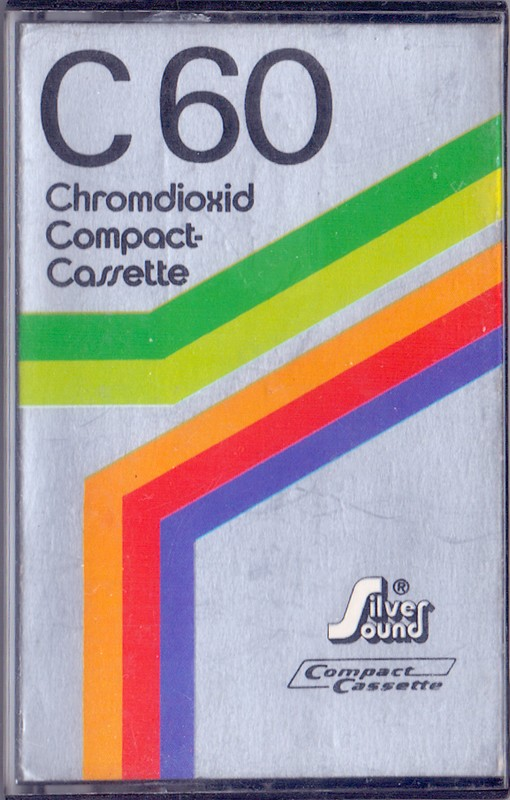 C 60
Chromdioxid
Compact-
Cassette
®
Silver
Sound
Compact
Cassette